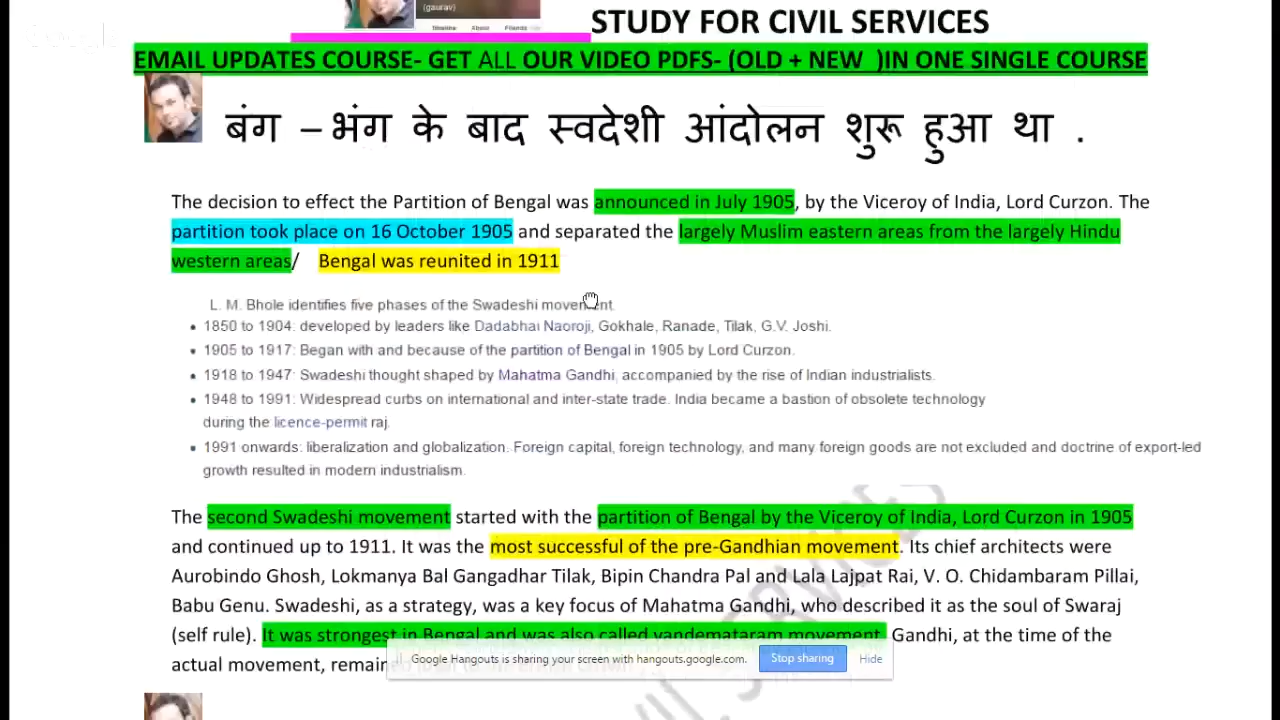 (gaurav)
Timeline About Friends
STUDY FOR CIVIL SERVICES
EMAIL UPDATES COURSE- GET ALL OUR VIDEO PDFS- (OLD + NEW )IN ONE SINGLE COURSE
बंग – भंग के बाद स्वदेशी आंदोलन शुरू हुआ था .
The decision to effect the Partition of Bengal was announced in July 1905, by the Viceroy of India, Lord Curzon. The
partition took place on 16 October 1905 and separated the largely Muslim eastern areas from the largely Hindu
western areas/ Bengal was reunited in 1911
L. M. Bhole identifies five phases of the Swadeshi movement.
• 1850 to 1904: developed by leaders like Dadabhai Naoroji, Gokhale, Ranade, Tilak, G.V. Joshi.
• 1905 to 1917: Began with and because of the partition of Bengal in 1905 by Lord Curzon.
• 1918 to 1947: Swadeshi thought shaped by Mahatma Gandhi, accompanied by the rise of Indian industrialists.
• 1948 to 1991: Widespread curbs on international and inter-state trade. India became a bastion of obsolete technology
during the licence-permit raj.
• 1991 onwards: liberalization and globalization. Foreign capital, foreign technology, and many foreign goods are not excluded and doctrine of export-led
growth resulted in modern industrialism.
The second Swadeshi movement started with the partition of Bengal by the Viceroy of India, Lord Curzon in 1905
and continued up to 1911. It was the most successful of the pre-Gandhian movement. Its chief architects were
Aurobindo Ghosh, Lokmanya Bal Gangadhar Tilak, Bipin Chandra Pal and Lala Lajpat Rai, V. O. Chidambaram Pillai,
Babu Genu. Swadeshi, as a strategy, was a key focus of Mahatma Gandhi, who described it as the soul of Swaraj
(self rule). It was strongest in Bengal and was also called vandemataram movement. Gandhi, at the time of the
actual movement, remained
Google Hangouts is sharing your screen with hangouts.google.com. Stop sharing Hide